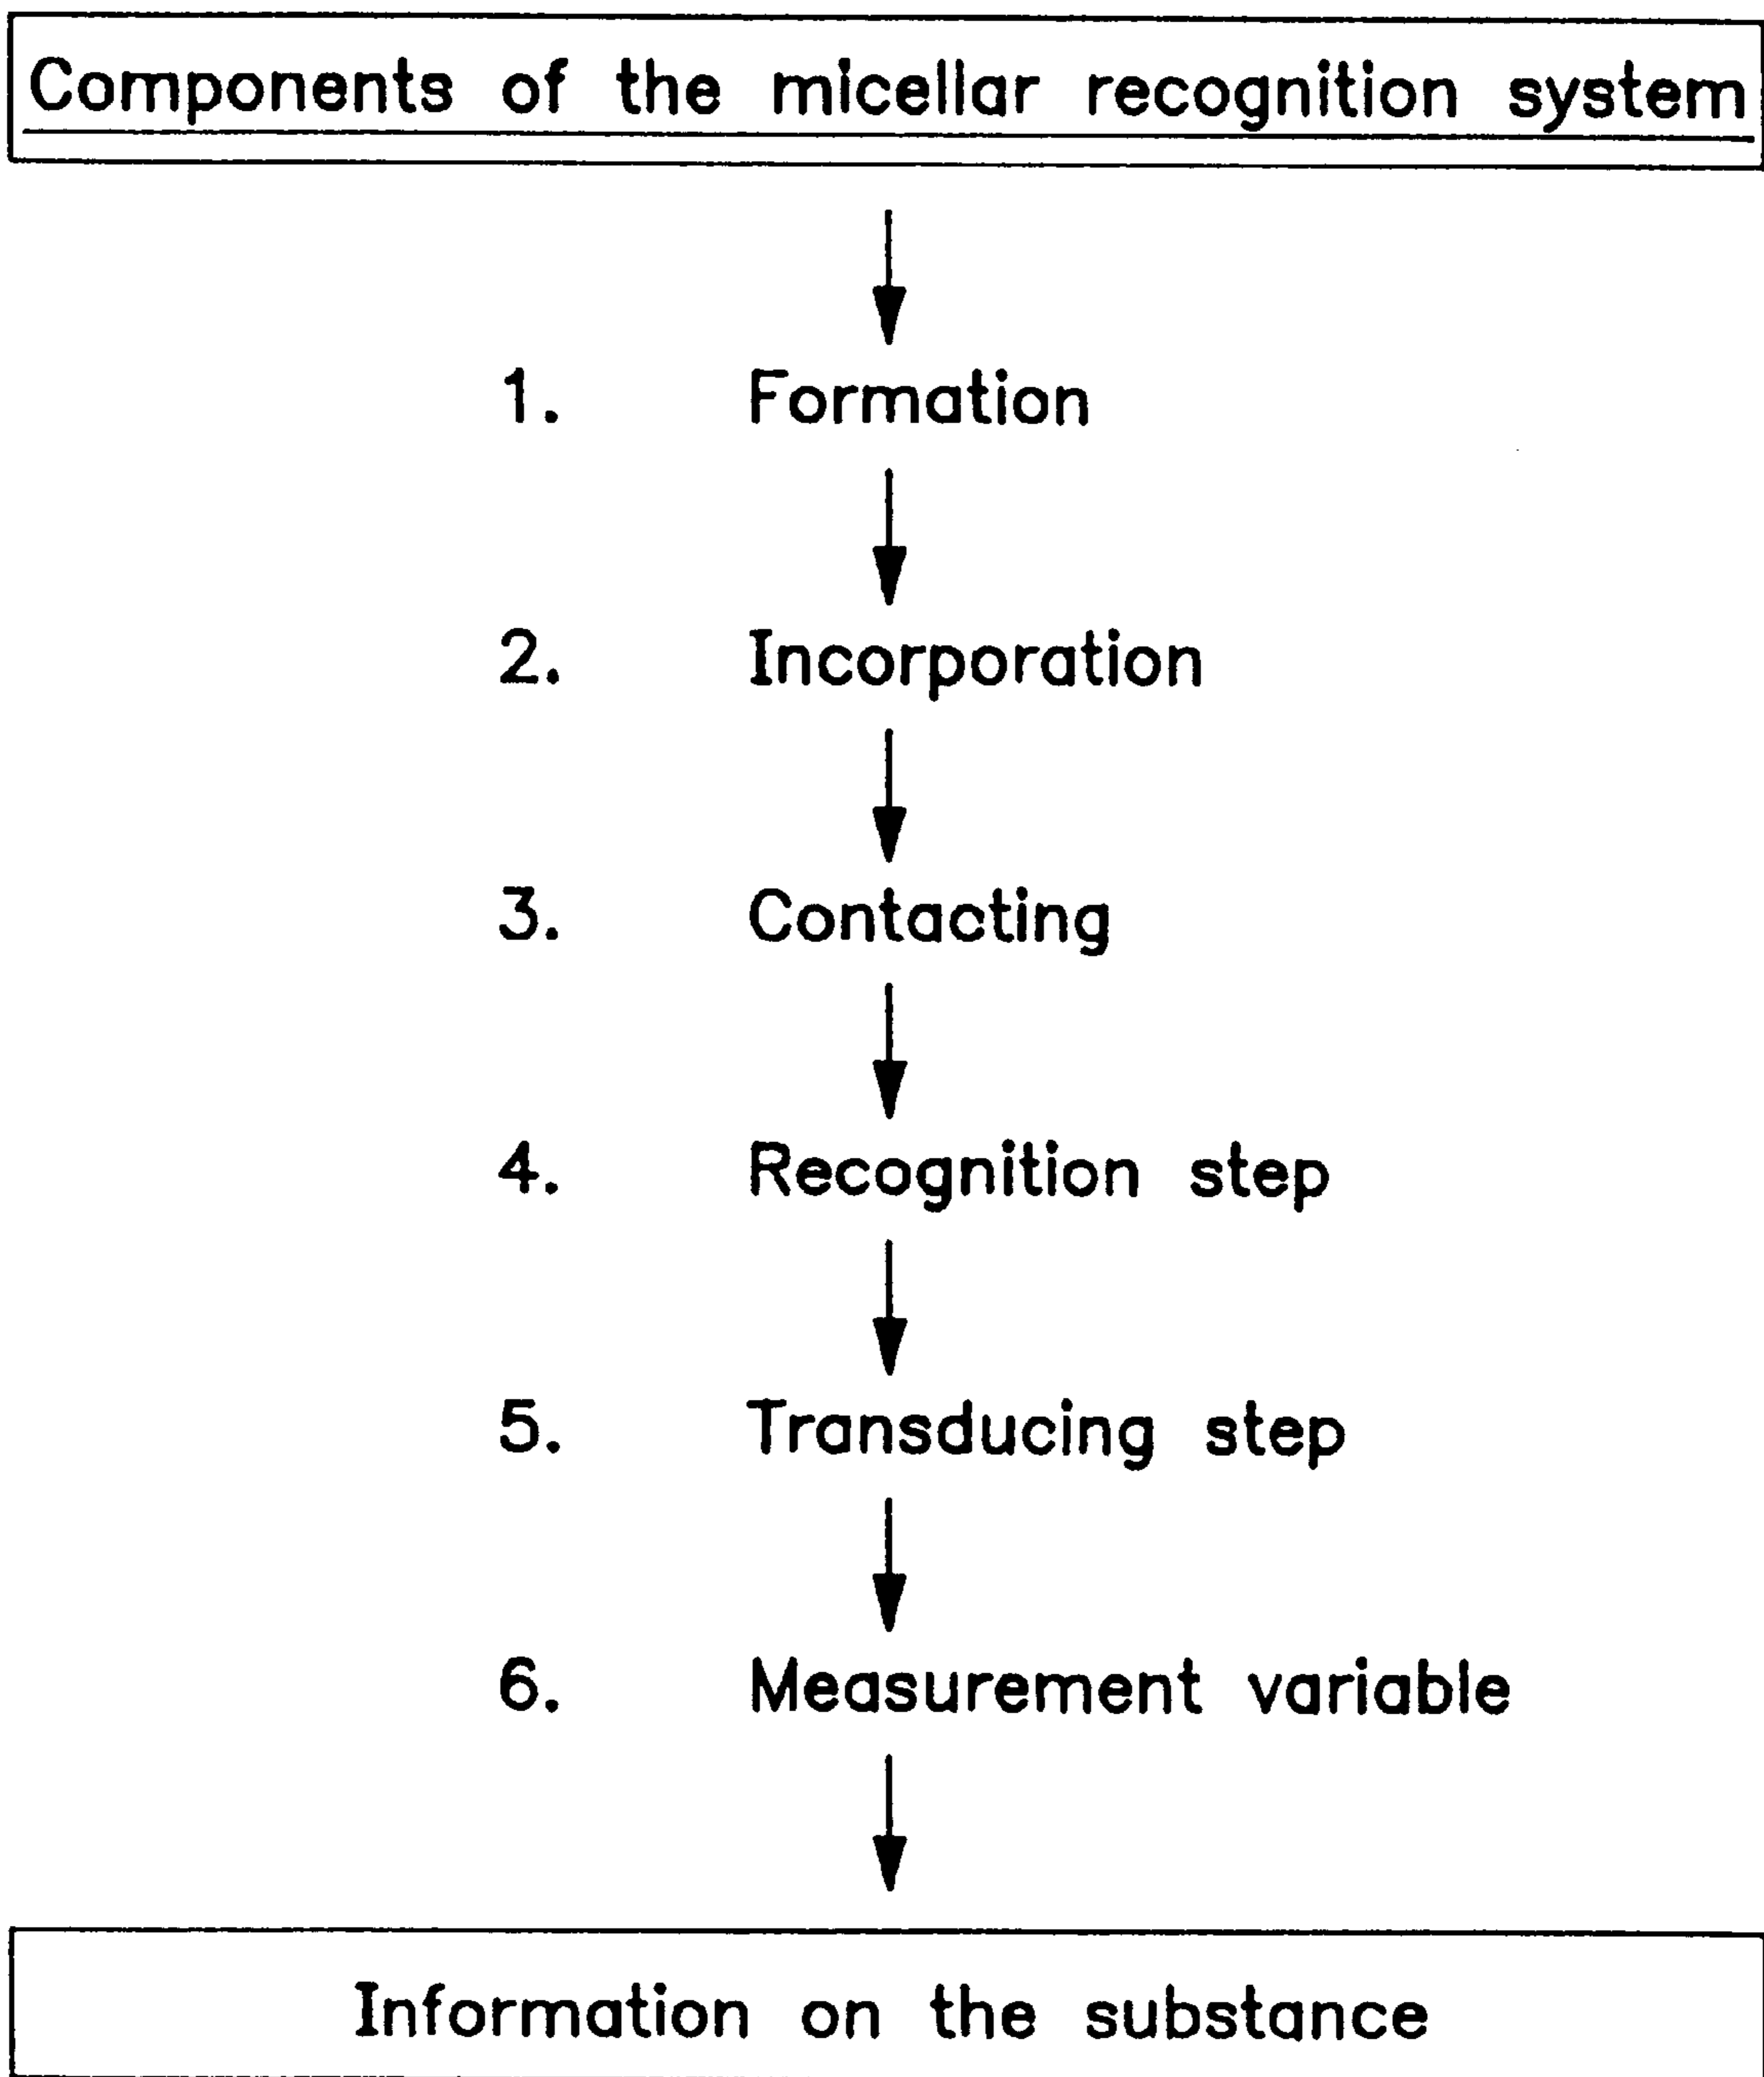 Components of the micellar recognition system
1. Formation
2. Incorporation
3. Contacting
4. Recognition step
5. Transducing step
6. Measurement variable
Information on the substance